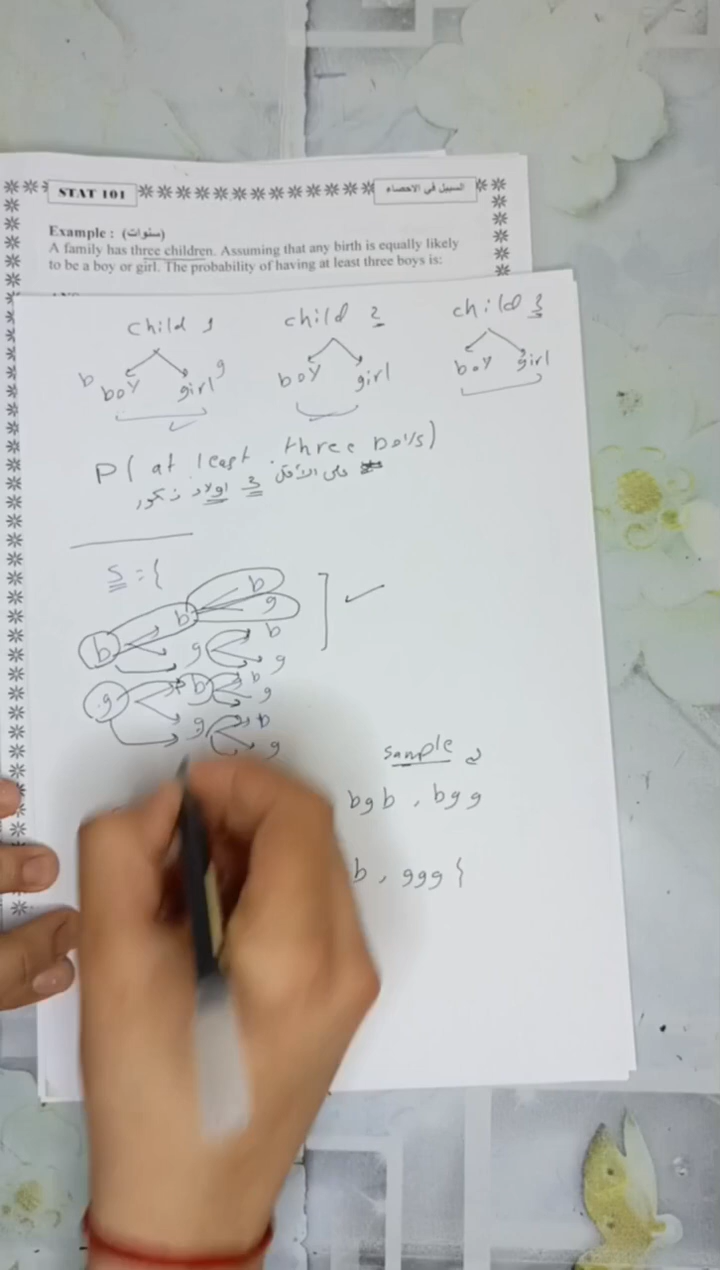 STAT 101 السبيل في الاحصاء
Example : (سنوات)
A family has three children. Assuming that any birth is equally likely
to be a boy or girl. The probability of having at least three boys is:
child 1 child 2 child 3
b boy girl g boy girl boy girl
P( at least three boys)
على الأقل 3 اولاد ذكور
S = {
b
b g
b b
g g
g b b
g
g b
g
sample
bgb , bgg
b , ggg }